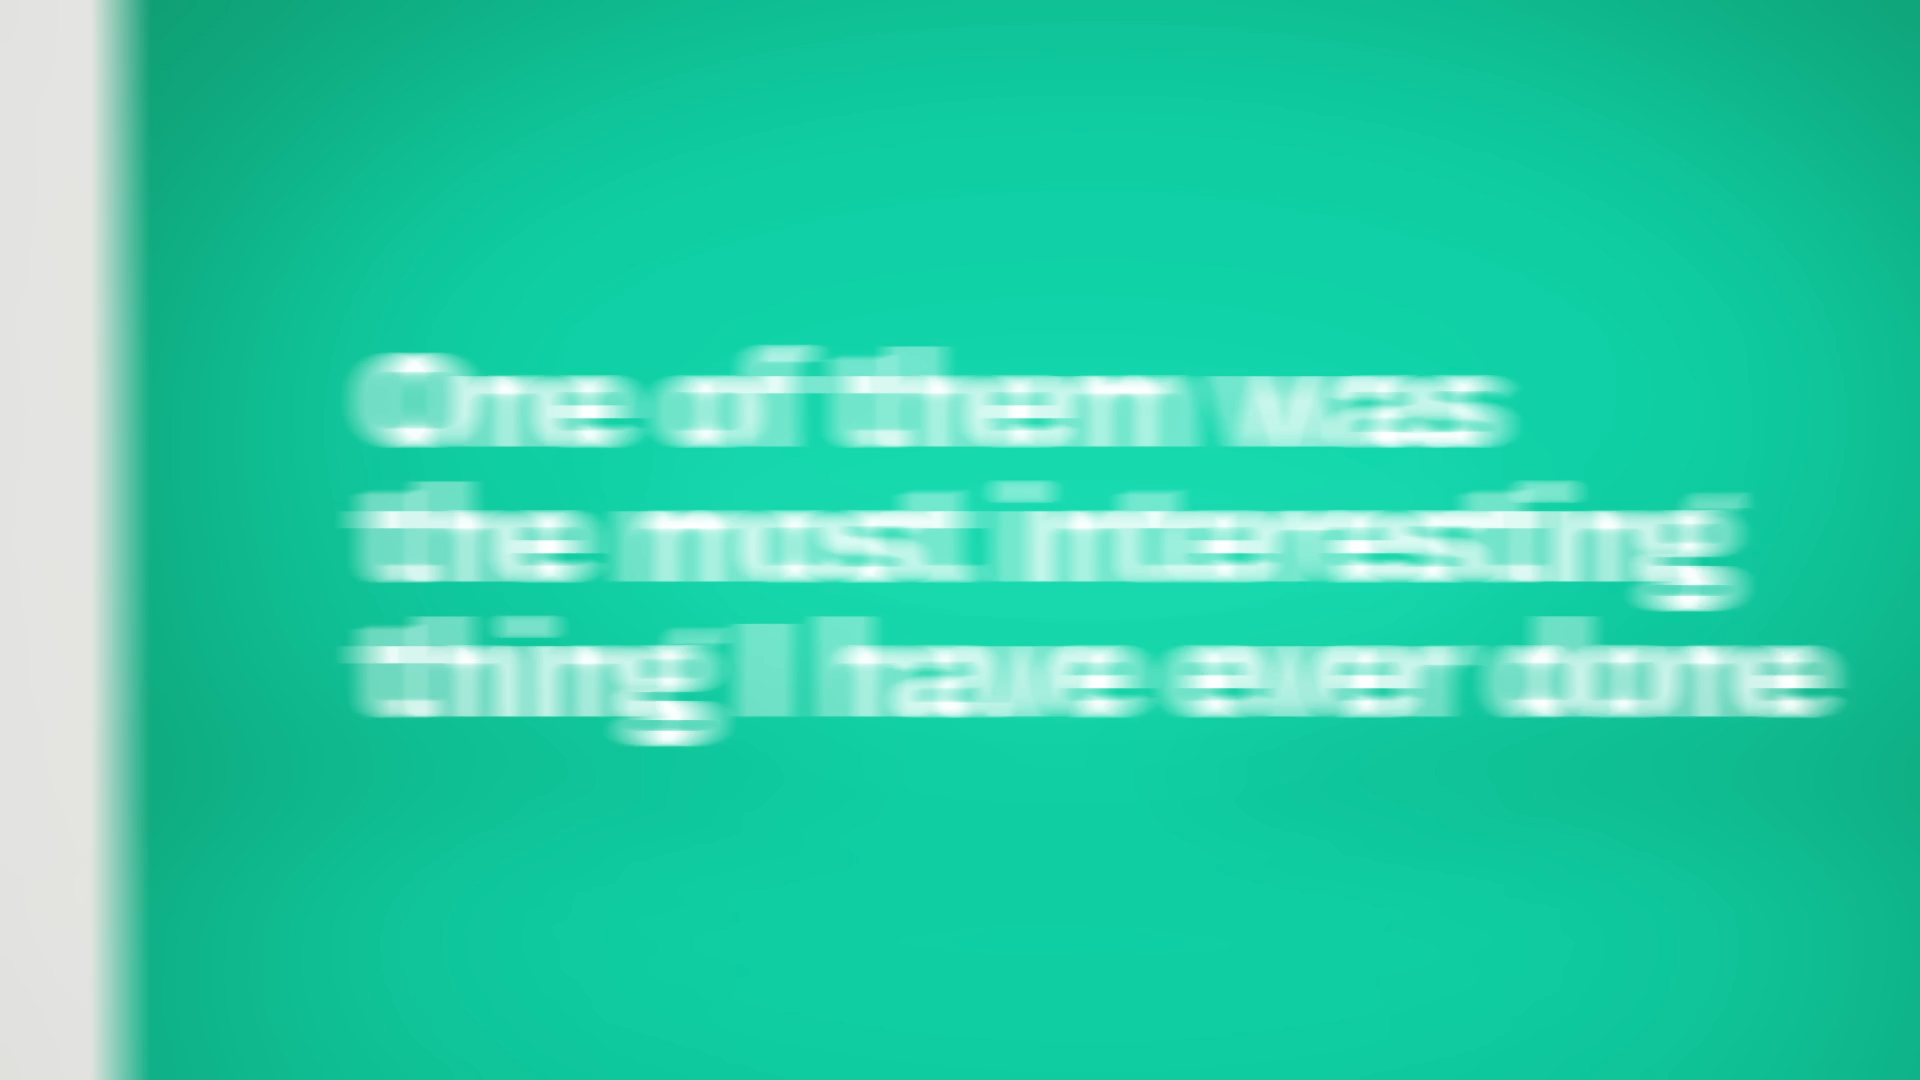 One of them was
the most interesting
thing I have ever done